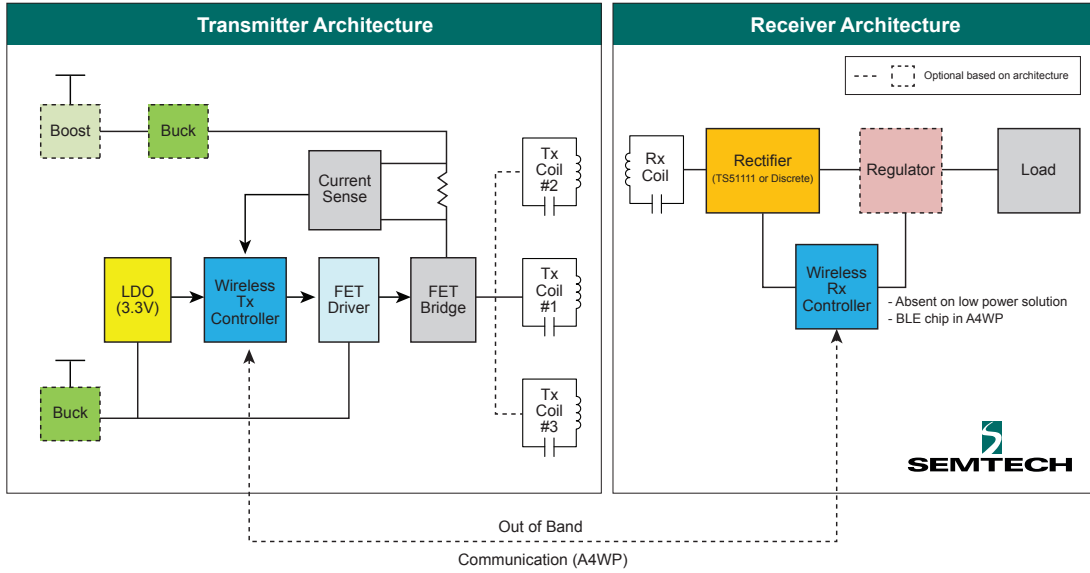 Transmitter Architecture
Boost
Buck
Current
Sense
Tx
Coil
#2
LDO
(3.3V)
Wireless
Tx
Controller
FET
Driver
FET
Bridge
Tx
Coil
#1
Buck
Tx
Coil
#3
Receiver Architecture
Optional based on architecture
Rx
Coil
Rectifier
(TS51111 or Discrete)
Regulator
Load
Wireless
Rx
Controller
- Absent on low power solution
- BLE chip in A4WP
SEMTECH
Out of Band
Communication (A4WP)